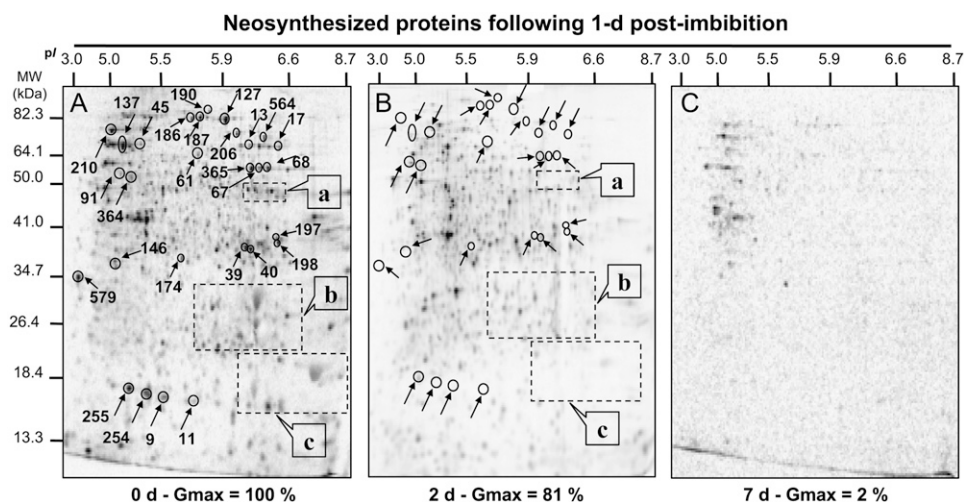 Neosynthesized proteins following 1-d post-imbibition
pI 3.0 5.0 5.5 5.9 6.6 8.7 3.0 5.0 5.5 5.9 6.6 8.7 3.0 5.0 5.5 5.9 6.6 8.7
MW
(kDa)
A B C
82.3
64.1
50.0
41.0
34.7
26.4
18.4
13.3
137 45 190 127 564
13 17
186 187
210 206 68
61 365
91 67
364
a a
197
146 198
174 39 40
579
b b
255
254 9 11
c c
0 d - Gmax = 100 % 2 d - Gmax = 81 % 7 d - Gmax = 2 %